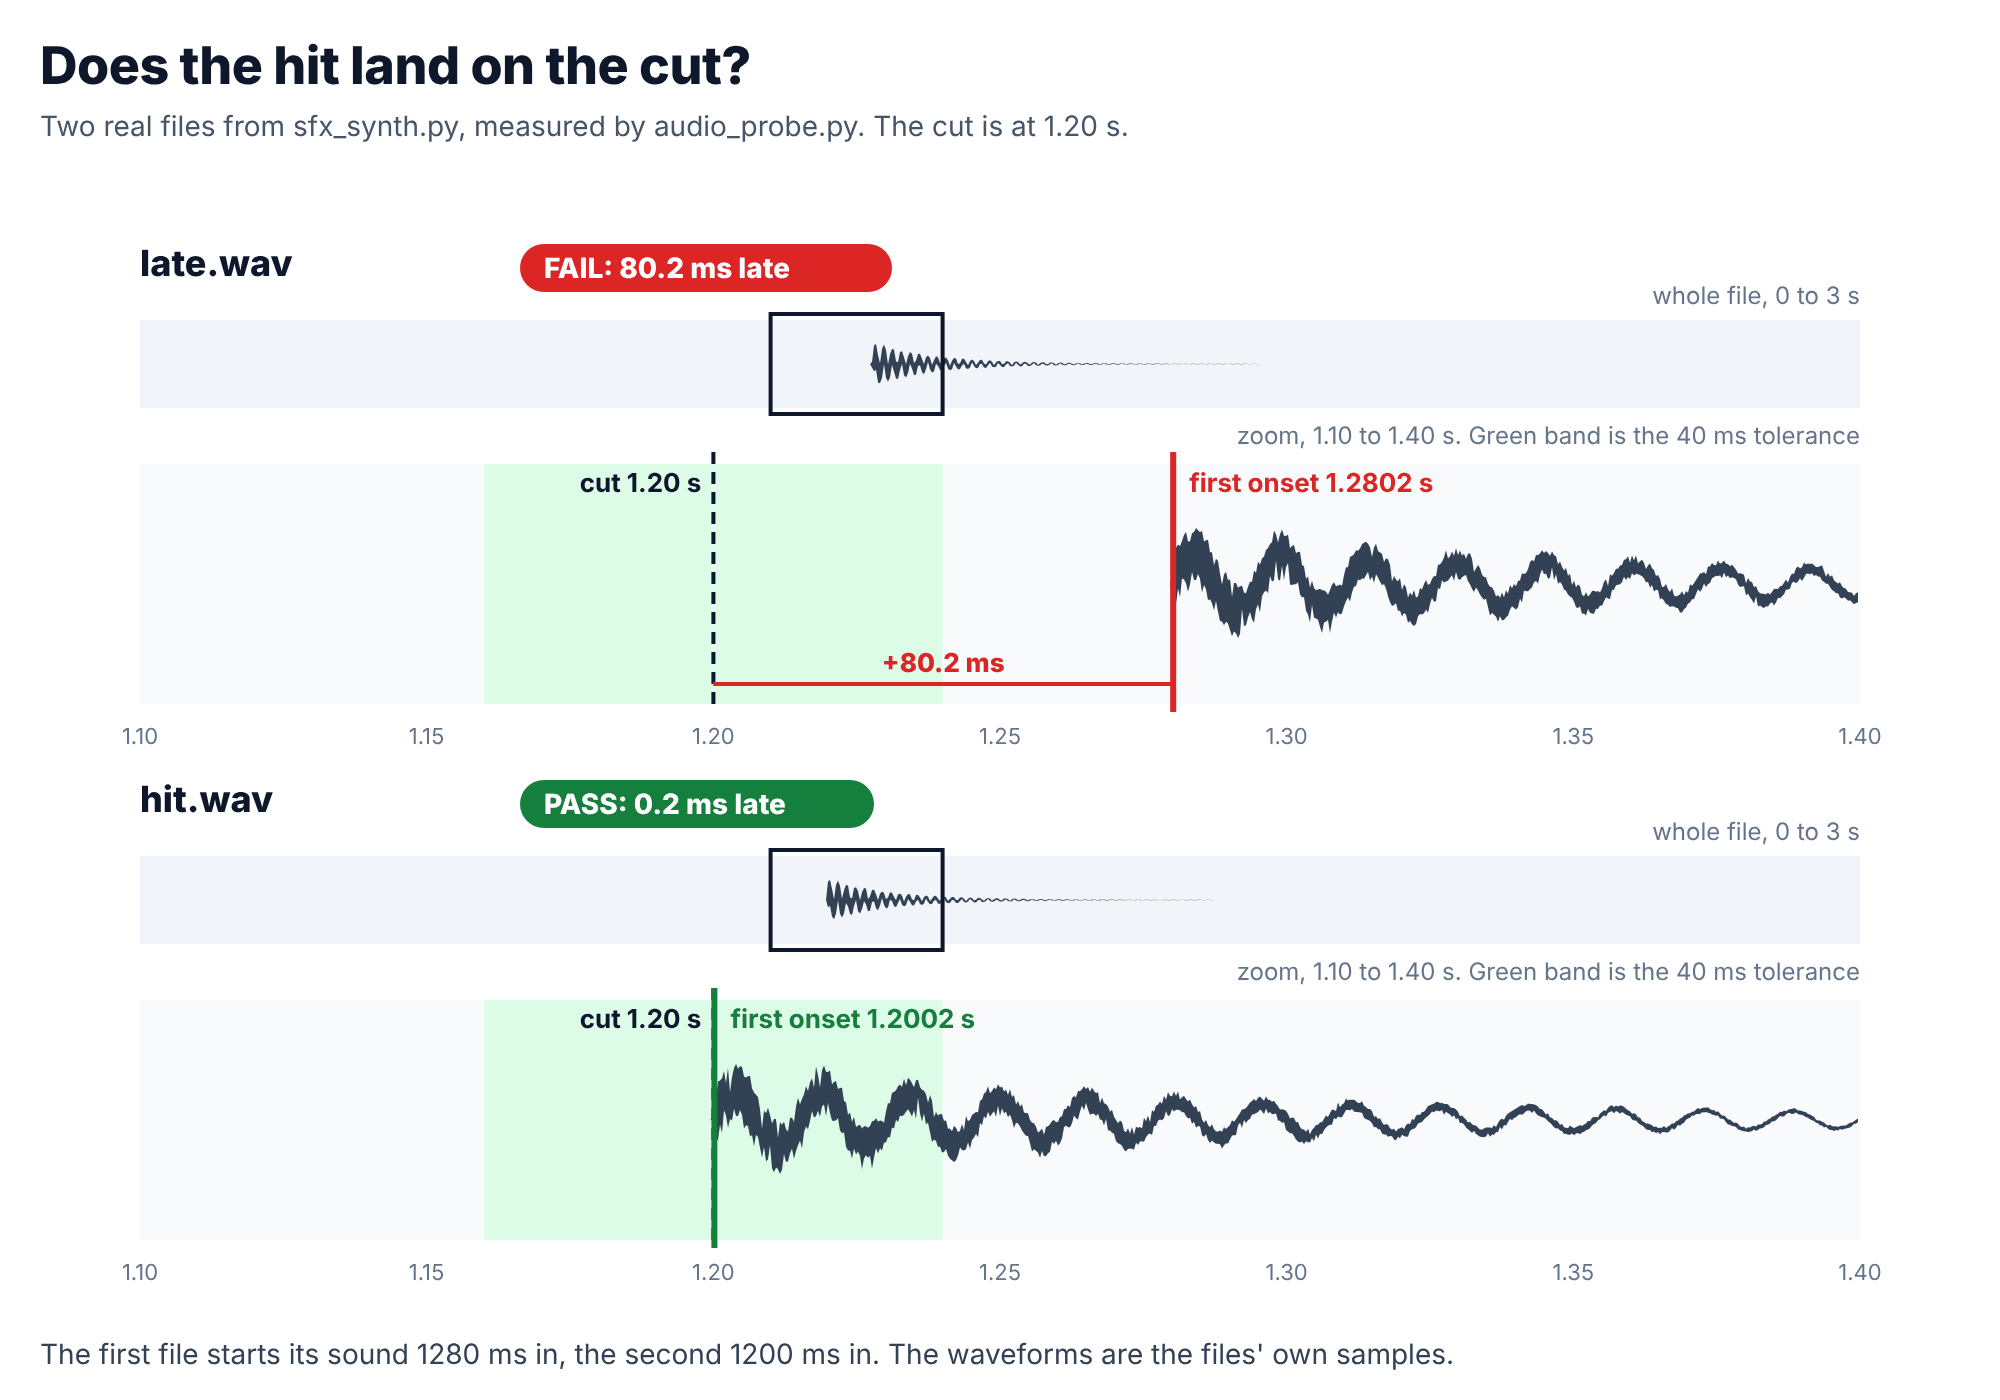 Does the hit land on the cut?
Two real files from sfx_synth.py, measured by audio_probe.py. The cut is at 1.20 s.
late.wav
FAIL: 80.2 ms late
whole file, 0 to 3 s
zoom, 1.10 to 1.40 s. Green band is the 40 ms tolerance
cut 1.20 s
first onset 1.2802 s
+80.2 ms
1.10 1.15 1.20 1.25 1.30 1.35 1.40
hit.wav
PASS: 0.2 ms late
whole file, 0 to 3 s
zoom, 1.10 to 1.40 s. Green band is the 40 ms tolerance
cut 1.20 s
first onset 1.2002 s
1.10 1.15 1.20 1.25 1.30 1.35 1.40
The first file starts its sound 1280 ms in, the second 1200 ms in. The waveforms are the files' own samples.